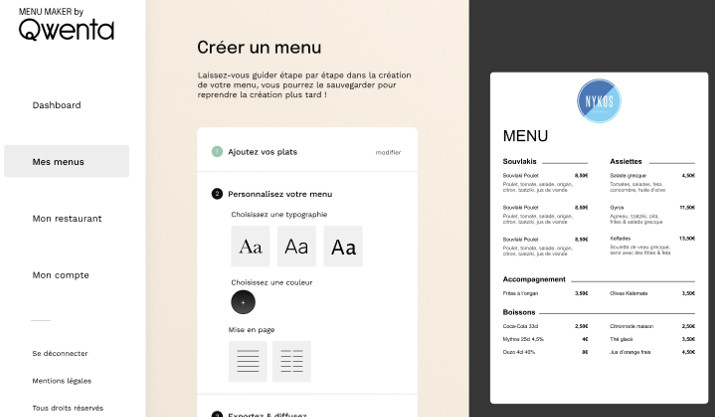 MENU MAKER by
Qwenta
Dashboard
Mes menus
Mon restaurant
Mon compte
Se déconnecter
Mentions légales
Tous droits réservés
Créer un menu
Laissez-vous guider étape par étape dans la création
de votre menu, vous pourrez le sauvegarder pour
reprendre la création plus tard !
1 Ajoutez vos plats modifier
2 Personnalisez votre menu
Choisissez une typographie
Aa Aa Aa
Choisissez une couleur
+
Mise en page
3 Exportez & diffusez
NYKOS
MENU
Souvlakis
Souvlaki Poulet 8,50€
Poulet, tomate, salade, origan,
citron, tzatziki, jus de viande
Souvlaki Poulet 8,50€
Poulet, tomate, salade, origan,
citron, tzatziki, jus de viande
Souvlaki Poulet 8,50€
Poulet, tomate, salade, origan,
citron, tzatziki, jus de viande
Assiettes
Salade grecque 4,50€
Tomates, salades, feta
concombre, huile d'olive
Gyros 11,50€
Agneau, tzatziki, pita,
frites & salade grecque
Keftedes 13,50€
Boulette de veau grecque,
servi avec des frites & feta
Accompagnement
Frites à l'origan 3,50€
Olives Kalamata 3,50€
Boissons
Coca-Cola 33cl 2,50€
Mythos 25cl 4,5% 4€
Ouzo 4cl 40% 8€
Citronnade maison 2,50€
Thé glacé 3,50€
Jus d'orange frais 4,50€